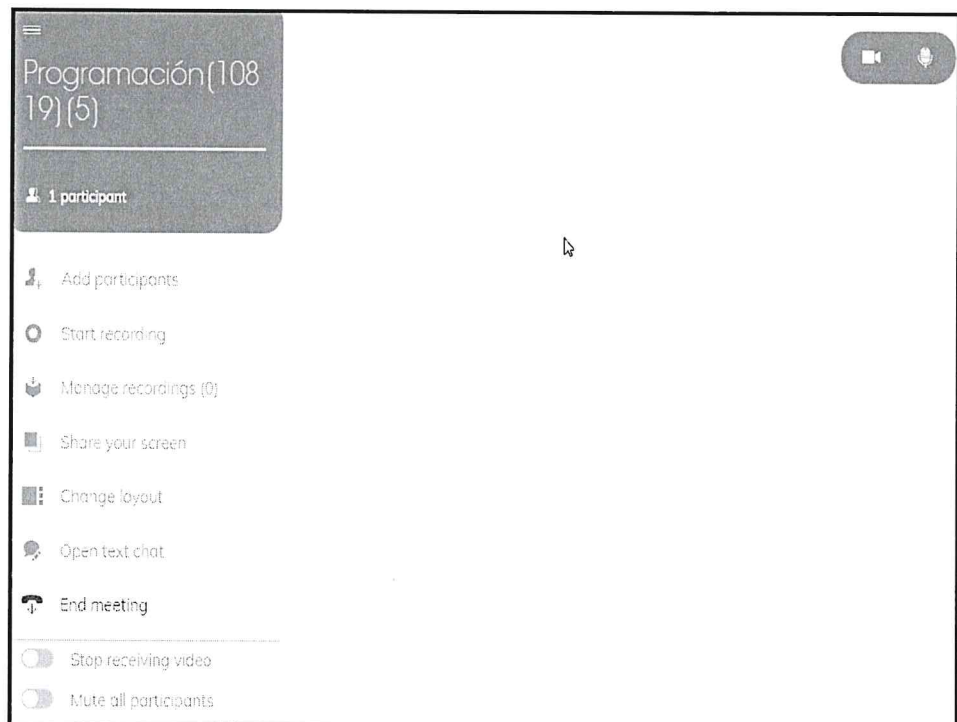 Programación(108
19)(5)
1 participant
Add participants
Start recording
Manage recordings (0)
Share your screen
Change layout
Open text chat
End meeting
Stop receiving video
Mute all participants